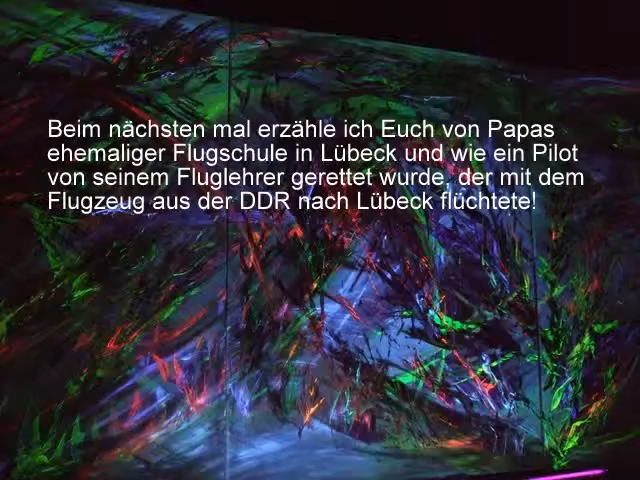 Beim nächsten mal erzähle ich Euch von Papas
ehemaliger Flugschule in Lübeck und wie ein Pilot
von seinem Fluglehrer gerettet wurde, der mit dem
Flugzeug aus der DDR nach Lübeck flüchtete!